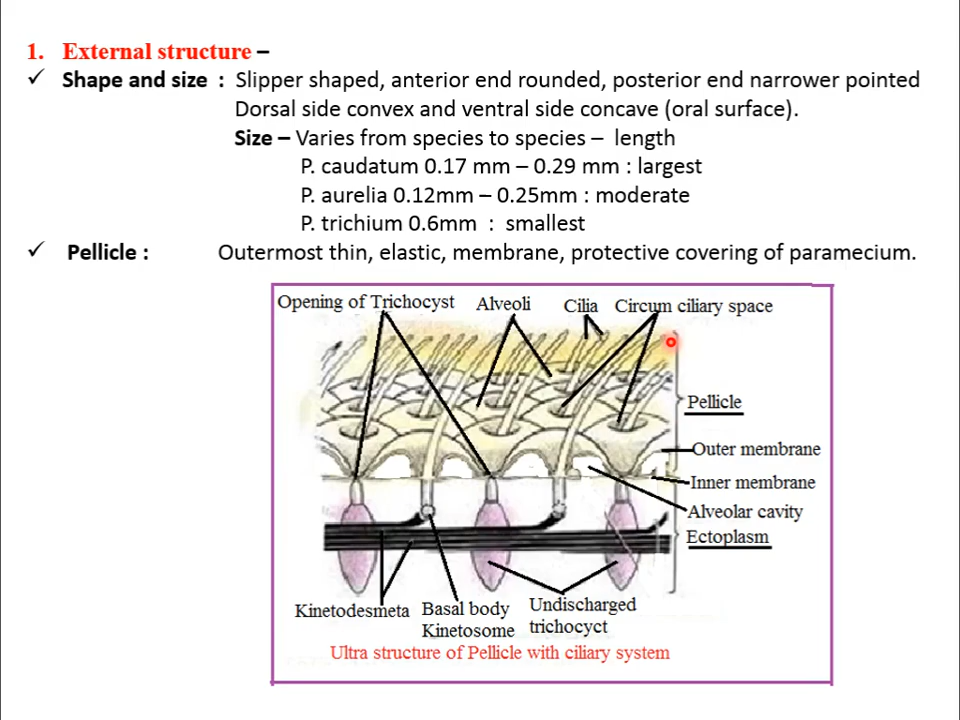 1. External structure –
✓ Shape and size : Slipper shaped, anterior end rounded, posterior end narrower pointed
Dorsal side convex and ventral side concave (oral surface).
Size – Varies from species to species – length
P. caudatum 0.17 mm – 0.29 mm : largest
P. aurelia 0.12mm – 0.25mm : moderate
P. trichium 0.6mm : smallest
✓ Pellicle : Outermost thin, elastic, membrane, protective covering of paramecium.
Opening of Trichocyst Alveoli Cilia Circum ciliary space
Pellicle
Outer membrane
Inner membrane
Alveolar cavity
Ectoplasm
Kinetodesmeta Basal body Undischarged
Kinetosome trichocyct
Ultra structure of Pellicle with ciliary system